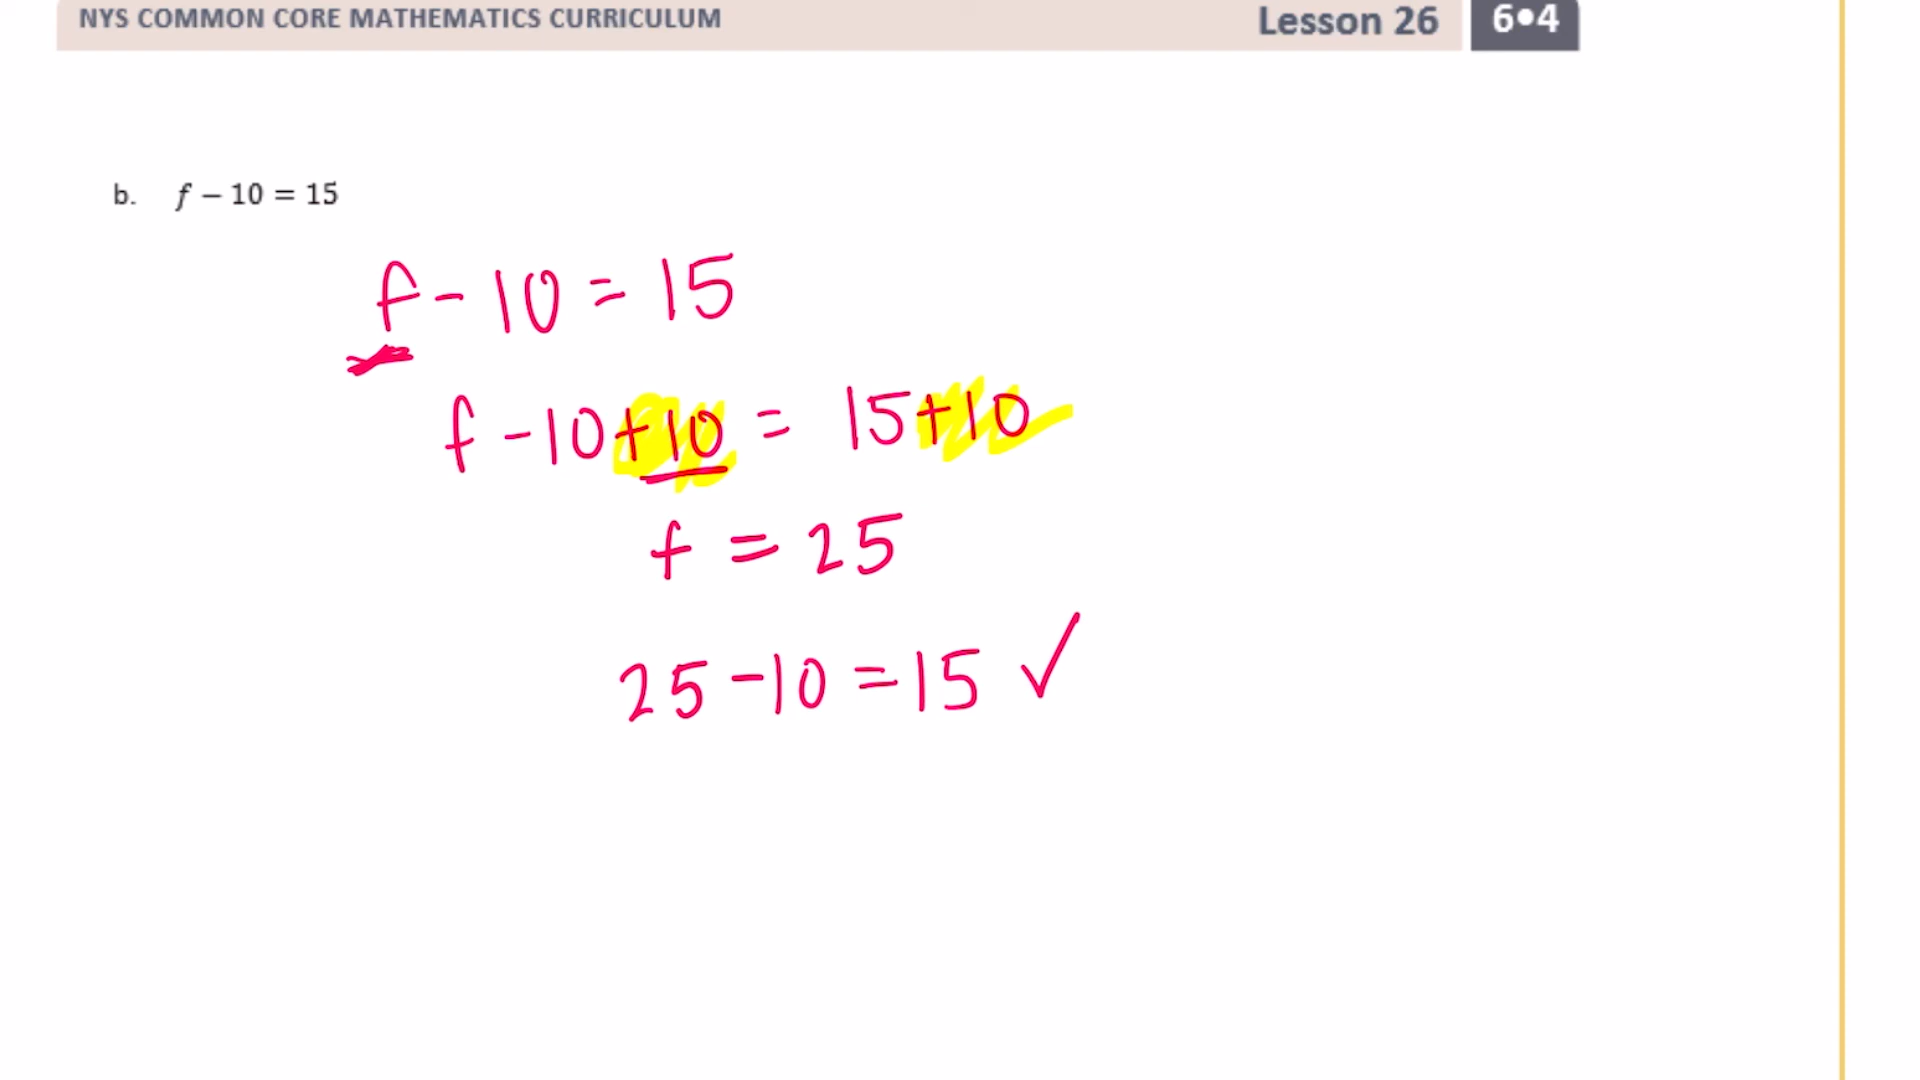 NYS COMMON CORE MATHEMATICS CURRICULUM Lesson 26 6•4
b. f − 10 = 15
f - 10 = 15
f - 10 + 10 = 15 + 10
f = 25
25 - 10 = 15 ✓